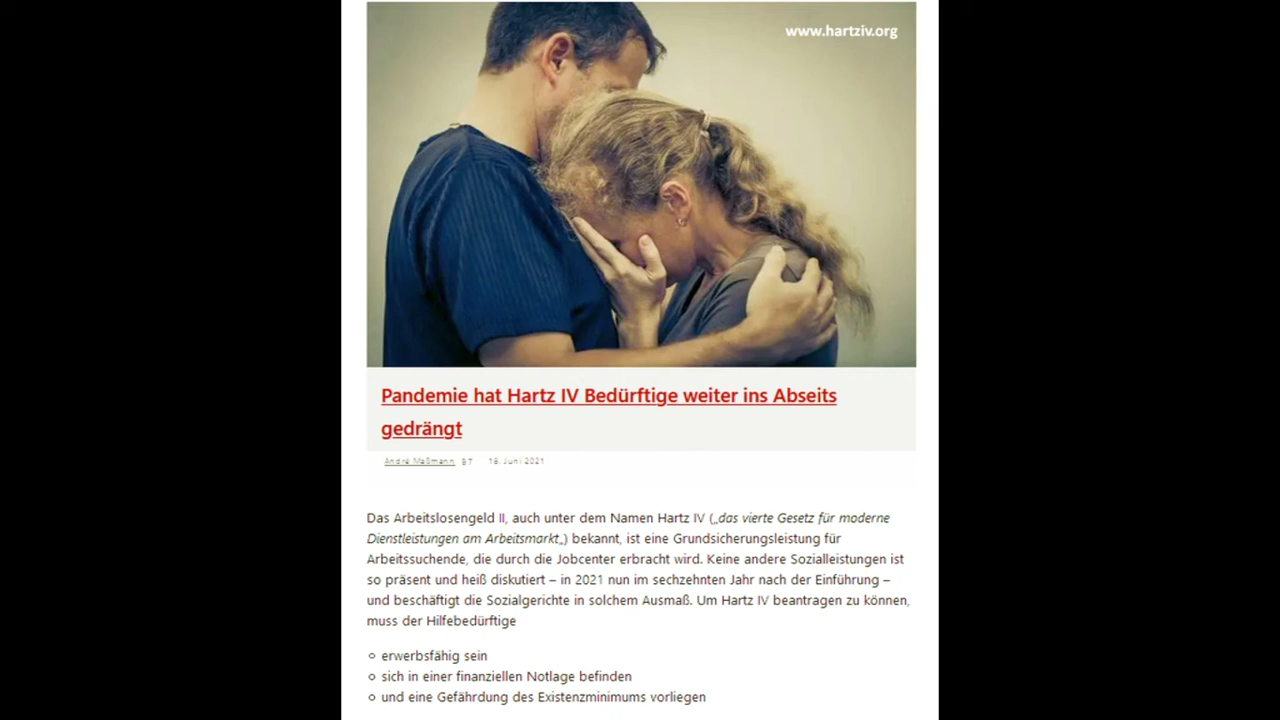 www.hartziv.org
Pandemie hat Hartz IV Bedürftige weiter ins Abseits
gedrängt
André Maßmann 97 18. Juni 2021
Das Arbeitslosengeld II, auch unter dem Namen Hartz IV („das vierte Gesetz für moderne
Dienstleistungen am Arbeitsmarkt„) bekannt, ist eine Grundsicherungsleistung für
Arbeitssuchende, die durch die Jobcenter erbracht wird. Keine andere Sozialleistungen ist
so präsent und heiß diskutiert – in 2021 nun im sechzehnten Jahr nach der Einführung –
und beschäftigt die Sozialgerichte in solchem Ausmaß. Um Hartz IV beantragen zu können,
muss der Hilfebedürftige
○ erwerbsfähig sein
○ sich in einer finanziellen Notlage befinden
○ und eine Gefährdung des Existenzminimums vorliegen